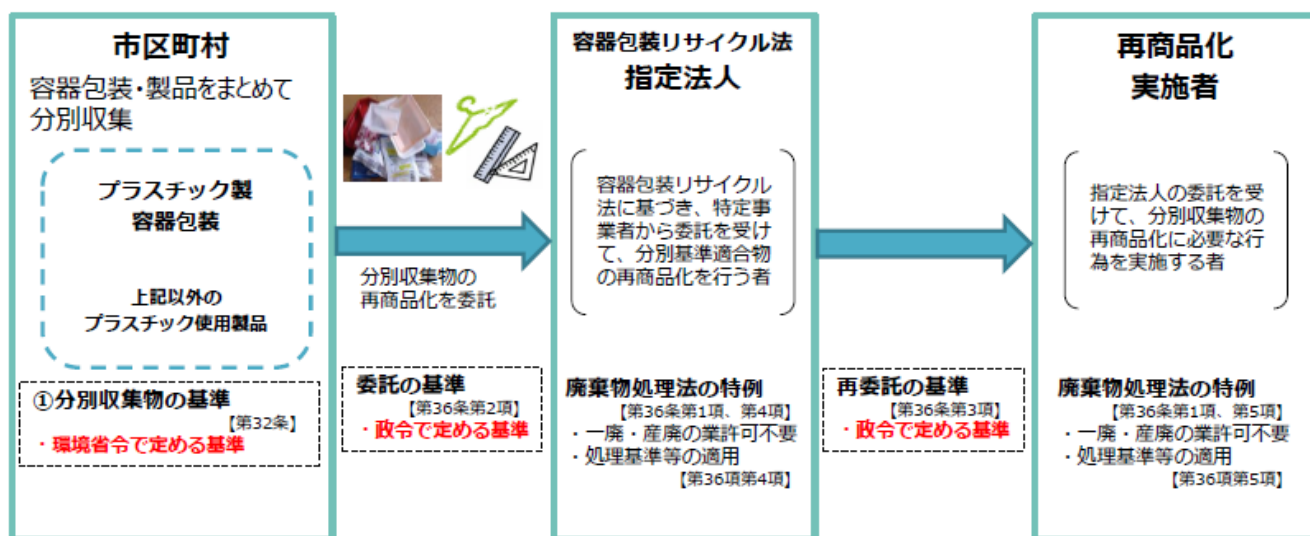 市区町村
容器包装・製品をまとめて
分別収集
プラスチック製
容器包装
上記以外の
プラスチック使用製品
①分別収集物の基準
【第32条】
・環境省令で定める基準
分別収集物の
再商品化を委託
委託の基準
【第36条第2項】
・政令で定める基準
容器包装リサイクル法
指定法人
容器包装リサイクル
法に基づき、特定事
業者から委託を受け
て、分別基準適合物
の再商品化を行う者
廃棄物処理法の特例
【第36条第1項、第4項】
・一廃・産廃の業許可不要
・処理基準等の適用
【第36項第4項】
再委託の基準
【第36条第3項】
・政令で定める基準
再商品化
実施者
指定法人の委託を受
けて、分別収集物の
再商品化に必要な行
為を実施する者
廃棄物処理法の特例
【第36条第1項、第5項】
・一廃・産廃の業許可不要
・処理基準等の適用
【第36項第5項】